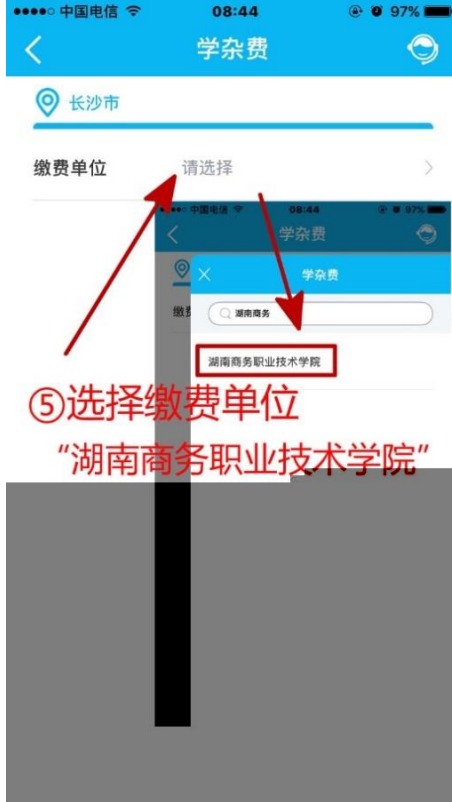 中国电信 08:44 97%
学杂费
长沙市
缴费单位 请选择
中国电信 08:44 97%
学杂费
学杂费
缴费
湖南商务
湖南商务职业技术学院
⑤选择缴费单位
“湖南商务职业技术学院”